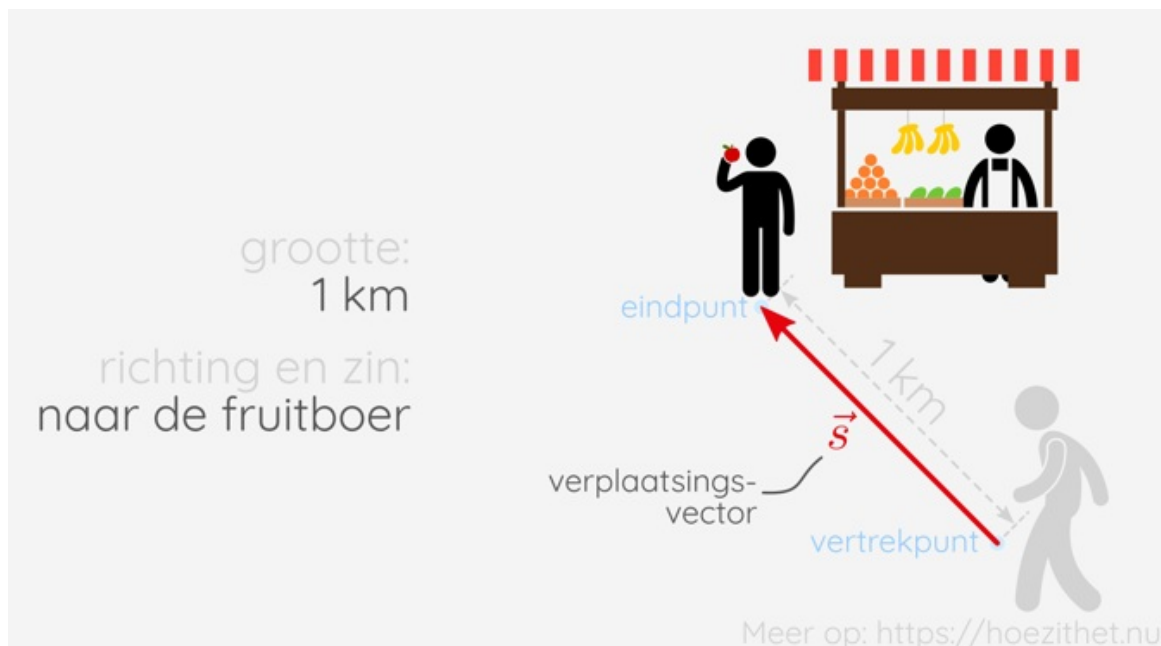 grootte:
1 km
richting en zin:
naar de fruitboer
eindpunt
1 km
s
verplaatsings-
vector
vertrekpunt
Meer op: https://hoezithet.nu